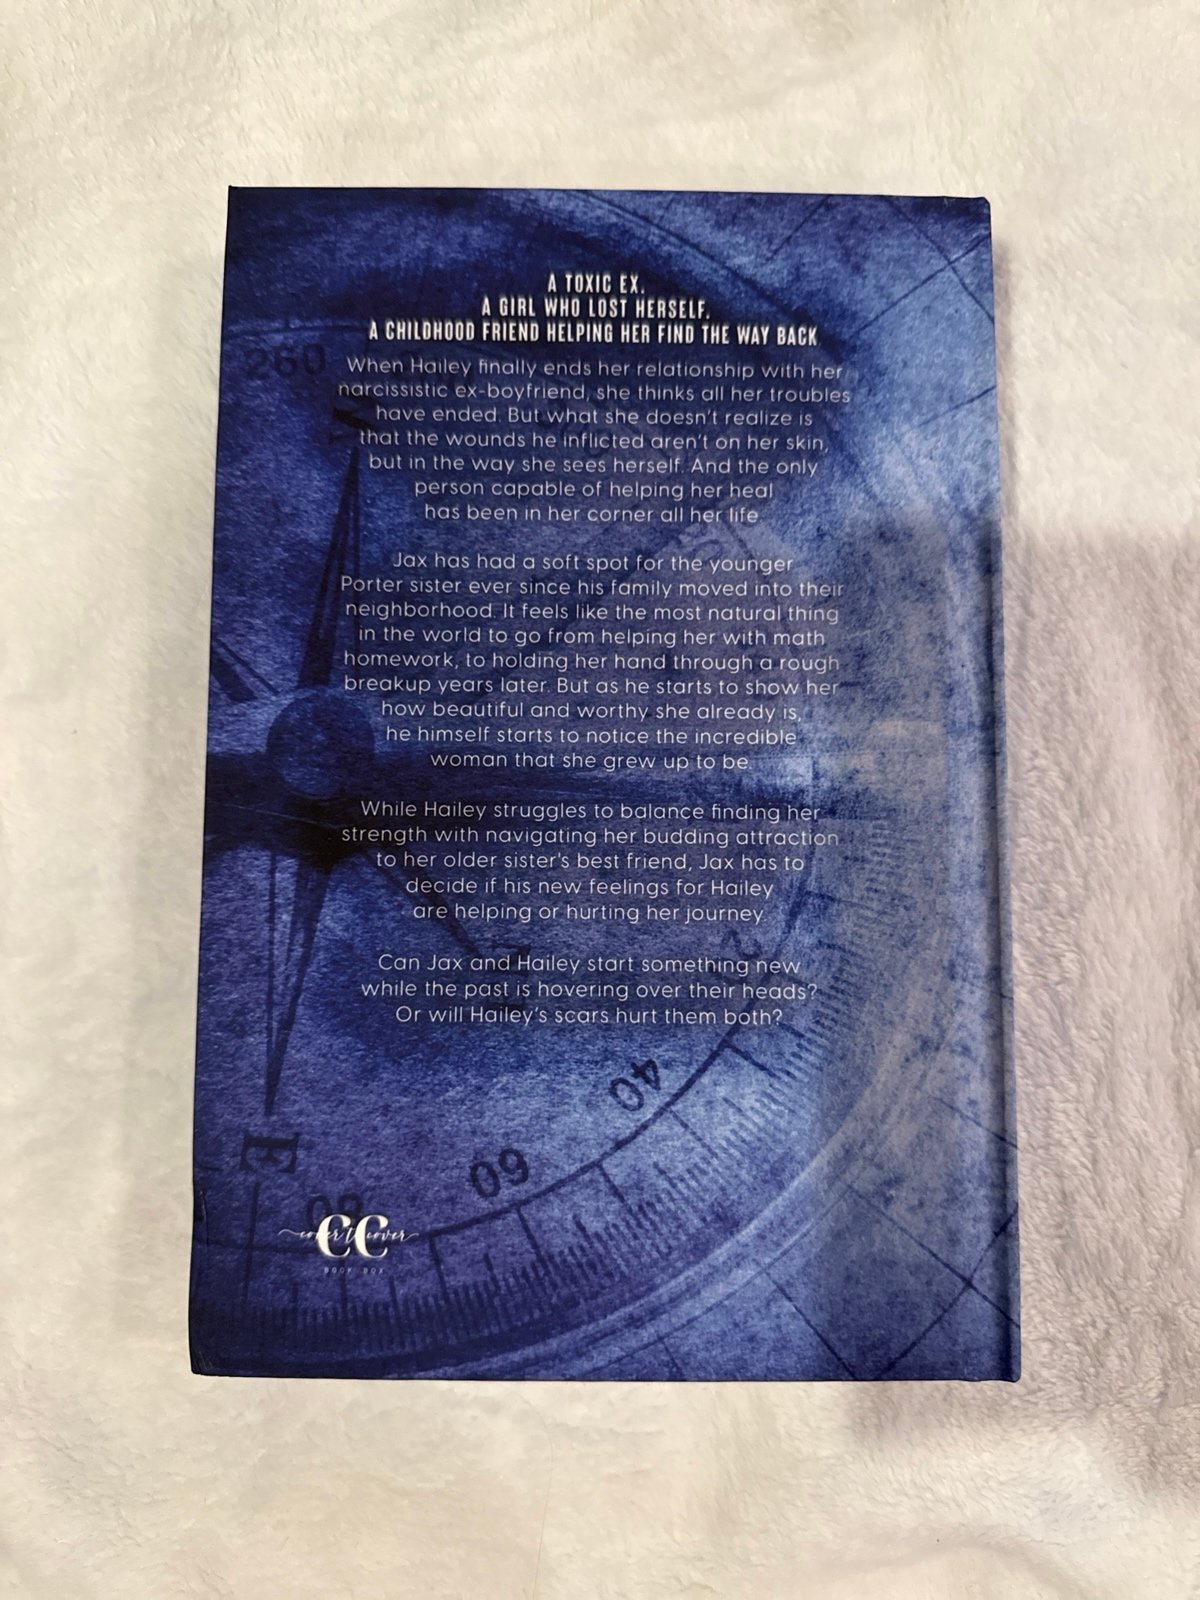 A TOXIC EX.
A GIRL WHO LOST HERSELF.
A CHILDHOOD FRIEND HELPING HER FIND THE WAY BACK
260
When Hailey finally ends her relationship with her
narcissistic ex-boyfriend, she thinks all her troubles
have ended. But what she doesn't realize is
that the wounds he inflicted aren't on her skin,
but in the way she sees herself. And the only
person capable of helping her heal
has been in her corner all her life.
Jax has had a soft spot for the younger
Porter sister ever since his family moved into their
neighborhood. It feels like the most natural thing
in the world to go from helping her with math
homework, to holding her hand through a rough
breakup years later. But as he starts to show her
how beautiful and worthy she already is,
he himself starts to notice the incredible
woman that she grew up to be.
While Hailey struggles to balance finding her
strength with navigating her budding attraction
to her older sister's best friend, Jax has to
decide if his new feelings for Hailey
are helping or hurting her journey.
Can Jax and Hailey start something new
while the past is hovering over their heads?
Or will Hailey's scars hurt them both?
40
60
E
80
CC
cover to cover
BOOK BOX